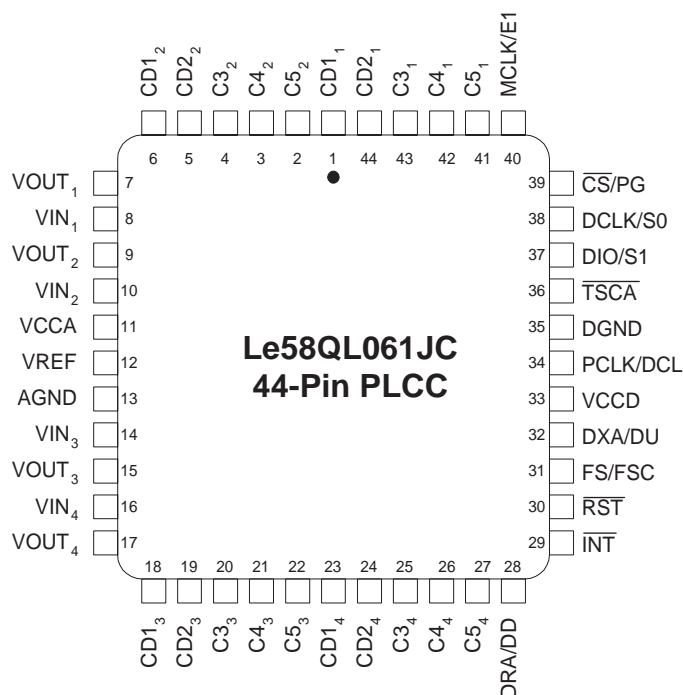 CD1₂ CD2₂ C3₂ C4₂ C5₂ CD1₁ CD2₁ C3₁ C4₁ C5₁ MCLK/E1
6 5 4 3 2 1 44 43 42 41 40
VOUT₁ 7
VIN₁ 8
VOUT₂ 9
VIN₂ 10
VCCA 11
VREF 12
AGND 13
VIN₃ 14
VOUT₃ 15
VIN₄ 16
VOUT₄ 17
Le58QL061JC
44-Pin PLCC
39 C̅S̅/PG
38 DCLK/S0
37 DIO/S1
36 T̅S̅C̅A̅
35 DGND
34 PCLK/DCL
33 VCCD
32 DXA/DU
31 FS/FSC
30 R̅S̅T̅
29 I̅N̅T̅
18 19 20 21 22 23 24 25 26 27 28
CD1₃ CD2₃ C3₃ C4₃ C5₃ CD1₄ CD2₄ C3₄ C4₄ C5₄ DRA/DD